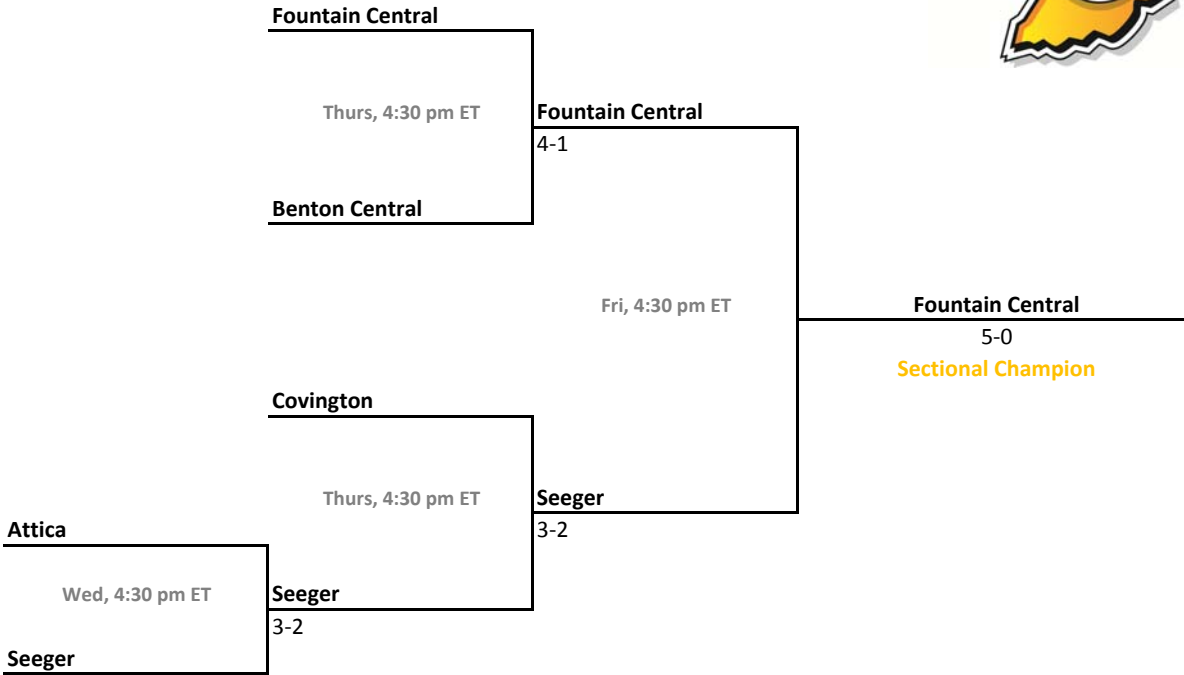 Fountain Central
Thurs, 4:30 pm ET
Fountain Central
4-1
Benton Central
Fri, 4:30 pm ET
Fountain Central
5-0
Sectional Champion
Covington
Thurs, 4:30 pm ET
Seeger
3-2
Attica
Wed, 4:30 pm ET
Seeger
3-2
Seeger